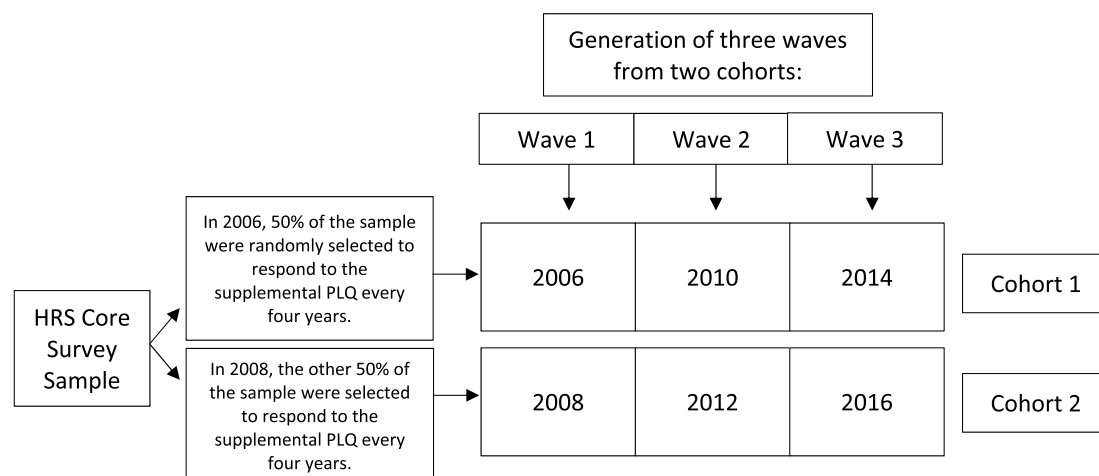 Generation of three waves
from two cohorts:
Wave 1
Wave 2
Wave 3
HRS Core
Survey
Sample
In 2006, 50% of the sample
were randomly selected to
respond to the
supplemental PLQ every
four years.
2006
2010
2014
Cohort 1
In 2008, the other 50% of
the sample were selected
to respond to the
supplemental PLQ every
four years.
2008
2012
2016
Cohort 2